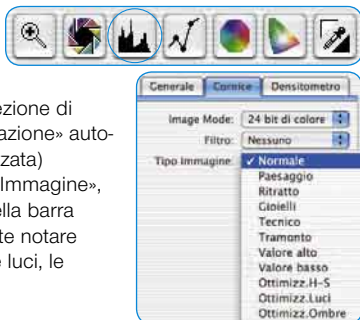 ezione di
azione» auto-
zzata)
Immagine»,
ella barra
te notare
e luci, le
Generale Cornice Densitometro
Image Mode: 24 bit di colore
Filtro: Nessuno
Tipo Immagine: ✓ Normale
Paesaggio
Ritratto
Gioielli
Tecnico
Tramonto
Valore alto
Valore basso
Ottimizz.H-S
Ottimizz.Luci
Ottimizz.Ombre